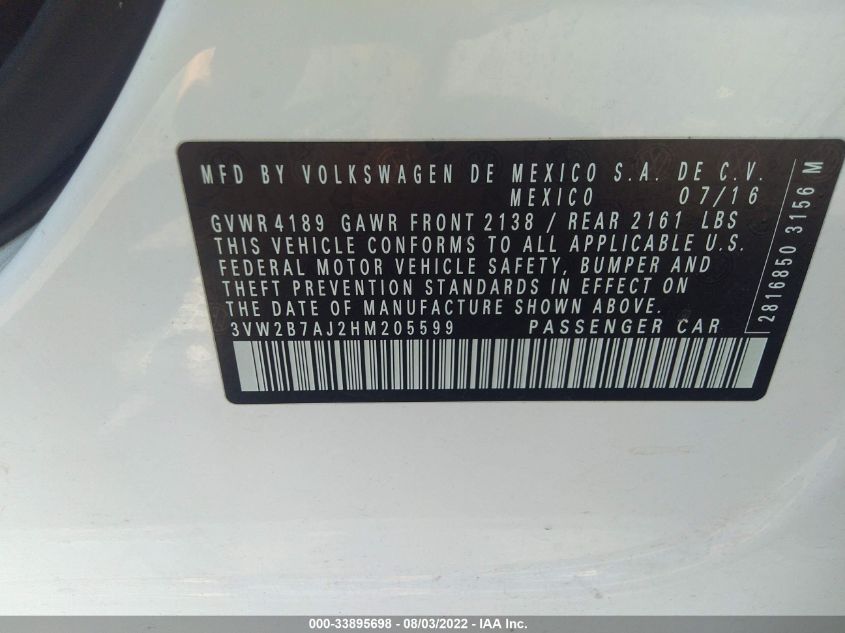 MFD BY VOLKSWAGEN DE MEXICO S.A. DE C.V.
MEXICO 07/16
GVWR 4189 GAWR FRONT 2138 / REAR 2161 LBS
THIS VEHICLE CONFORMS TO ALL APPLICABLE U.S.
FEDERAL MOTOR VEHICLE SAFETY, BUMPER AND
THEFT PREVENTION STANDARDS IN EFFECT ON
THE DATE OF MANUFACTURE SHOWN ABOVE.
3VW2B7AJ2HM205599 PASSENGER CAR
2816850 3156 M
000-33895698 - 08/03/2022 - IAA Inc.